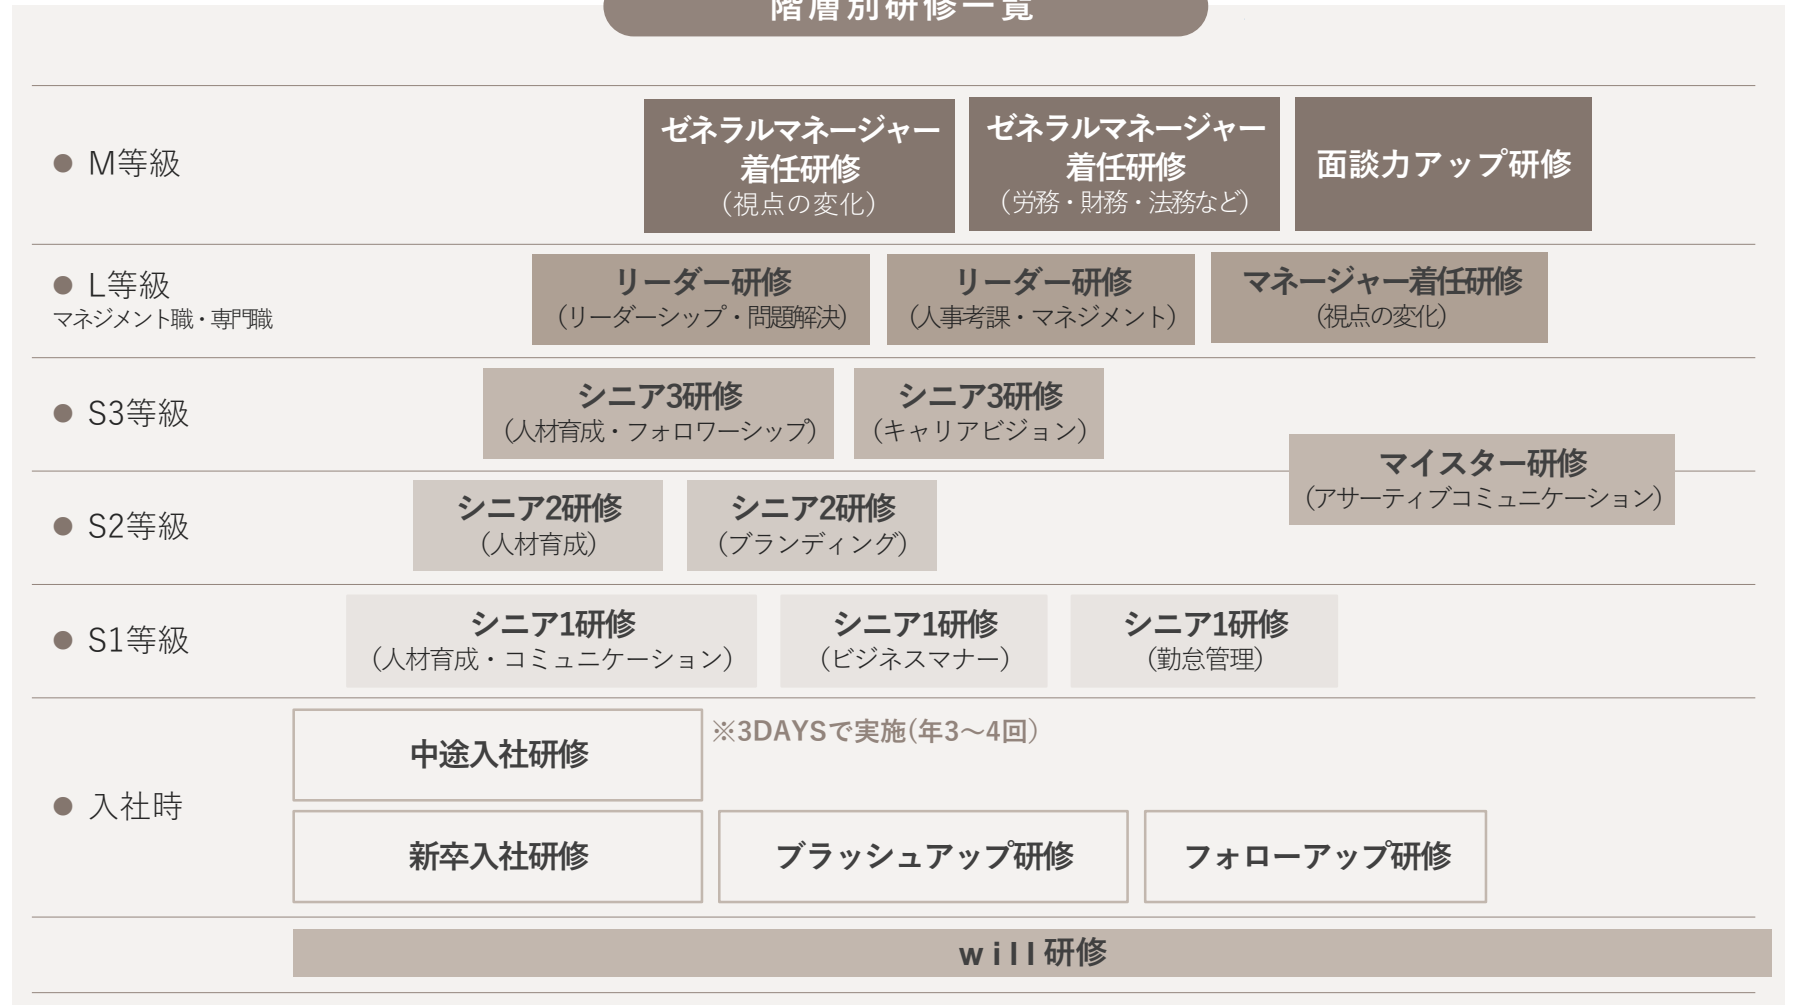 階層別研修一覧
● M等級
ゼネラルマネージャー
着任研修
（視点の変化）
ゼネラルマネージャー
着任研修
（労務・財務・法務など）
面談力アップ研修
● L等級
マネジメント職・専門職
リーダー研修
（リーダーシップ・問題解決）
リーダー研修
（人事考課・マネジメント）
マネージャー着任研修
（視点の変化）
● S3等級
シニア3研修
（人材育成・フォロワーシップ）
シニア3研修
（キャリアビジョン）
マイスター研修
（アサーティブコミュニケーション）
● S2等級
シニア2研修
（人材育成）
シニア2研修
（ブランディング）
● S1等級
シニア1研修
（人材育成・コミュニケーション）
シニア1研修
（ビジネスマナー）
シニア1研修
（勤怠管理）
● 入社時
中途入社研修
※3DAYSで実施(年3～4回)
新卒入社研修
ブラッシュアップ研修
フォローアップ研修
will研修